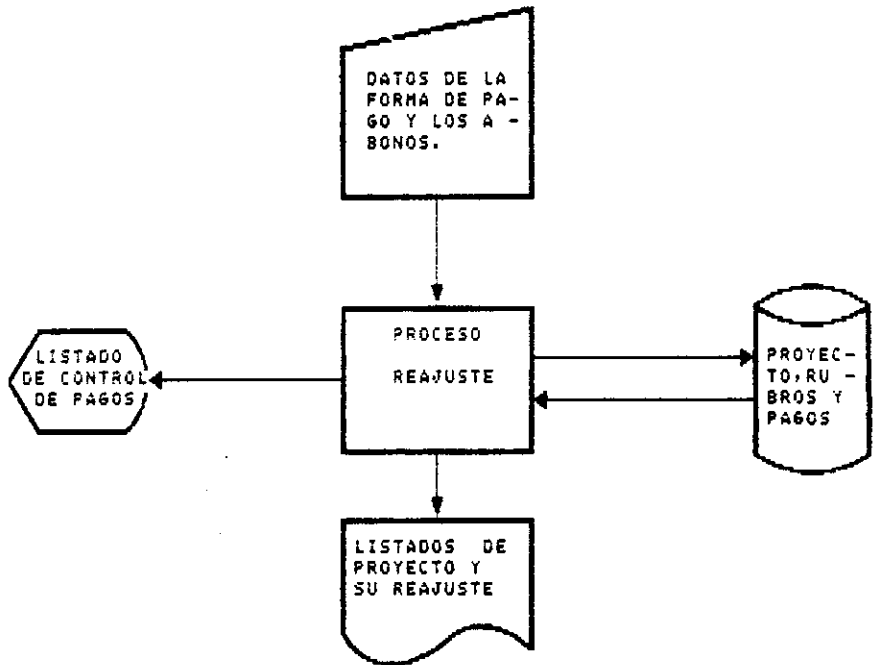 DATOS DE LA
FORMA DE PA-
GO Y LOS A -
BONOS.
PROCESO
REAJUSTE
LISTADO
DE CONTROL
DE PAGOS
PROYEC-
TO,RU -
BROS Y
PAGOS
LISTADOS DE
PROYECTO Y
SU REAJUSTE